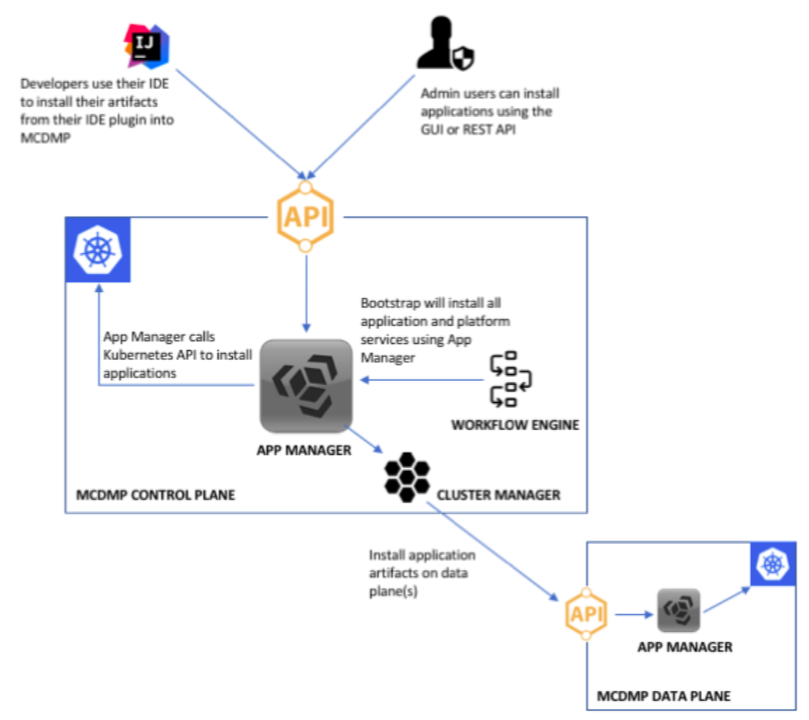 IJ
Developers use their IDE
to install their artifacts
from their IDE plugin into
MCDMP
Admin users can install
applications using the
GUI or REST API
API
Bootstrap will install all
application and platform
services using App
Manager
App Manager calls
Kubernetes API to install
applications
WORKFLOW ENGINE
APP MANAGER
MCDMP CONTROL PLANE
CLUSTER MANAGER
Install application
artifacts on data
plane(s)
API
APP MANAGER
MCDMP DATA PLANE